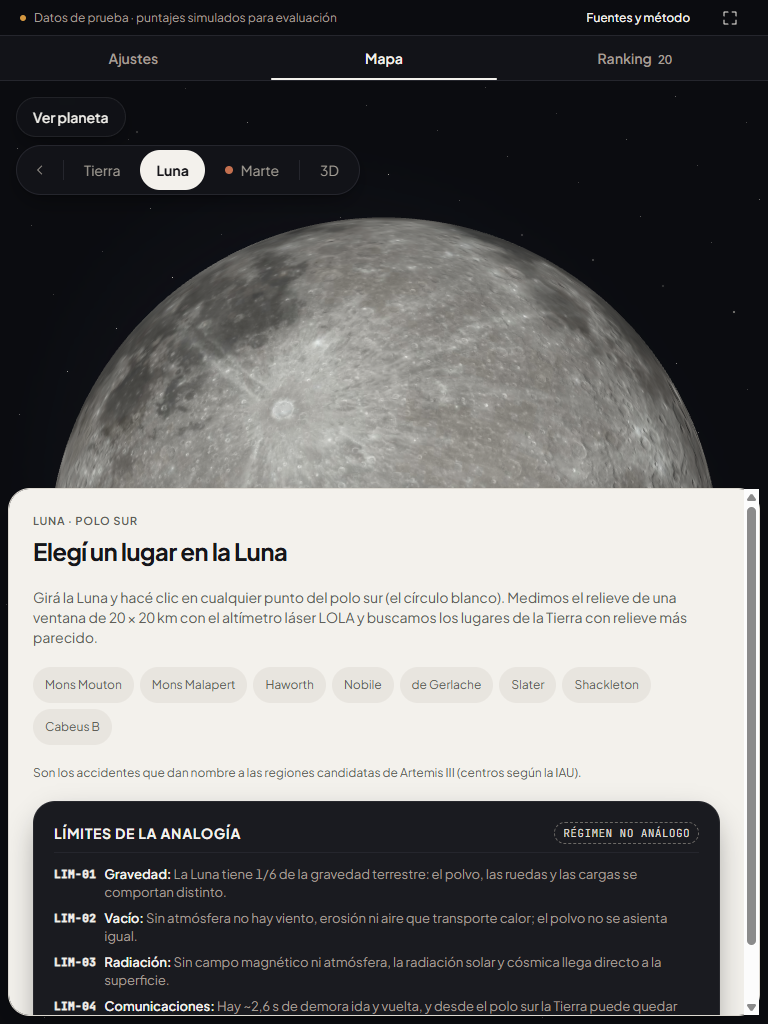 Datos de prueba · puntajes simulados para evaluación
Fuentes y método
Ajustes
Mapa
Ranking 20
Ver planeta
Tierra
Luna
Marte
3D
LUNA · POLO SUR
Elegí un lugar en la Luna
Girá la Luna y hacé clic en cualquier punto del polo sur (el círculo blanco). Medimos el relieve de una
ventana de 20 × 20 km con el altímetro láser LOLA y buscamos los lugares de la Tierra con relieve más
parecido.
Mons Mouton
Mons Malapert
Haworth
Nobile
de Gerlache
Slater
Shackleton
Cabeus B
Son los accidentes que dan nombre a las regiones candidatas de Artemis III (centros según la IAU).
LÍMITES DE LA ANALOGÍA
RÉGIMEN NO ANÁLOGO
LIM-01 Gravedad: La Luna tiene 1/6 de la gravedad terrestre: el polvo, las ruedas y las cargas se
comportan distinto.
LIM-02 Vacío: Sin atmósfera no hay viento, erosión ni aire que transporte calor; el polvo no se asienta
igual.
LIM-03 Radiación: Sin campo magnético ni atmósfera, la radiación solar y cósmica llega directo a la
superficie.
LIM-04 Comunicaciones: Hay ~2,6 s de demora ida y vuelta, y desde el polo sur la Tierra puede quedar